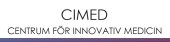 CIMED
CENTRUM FÖR INNOVATIV MEDICIN